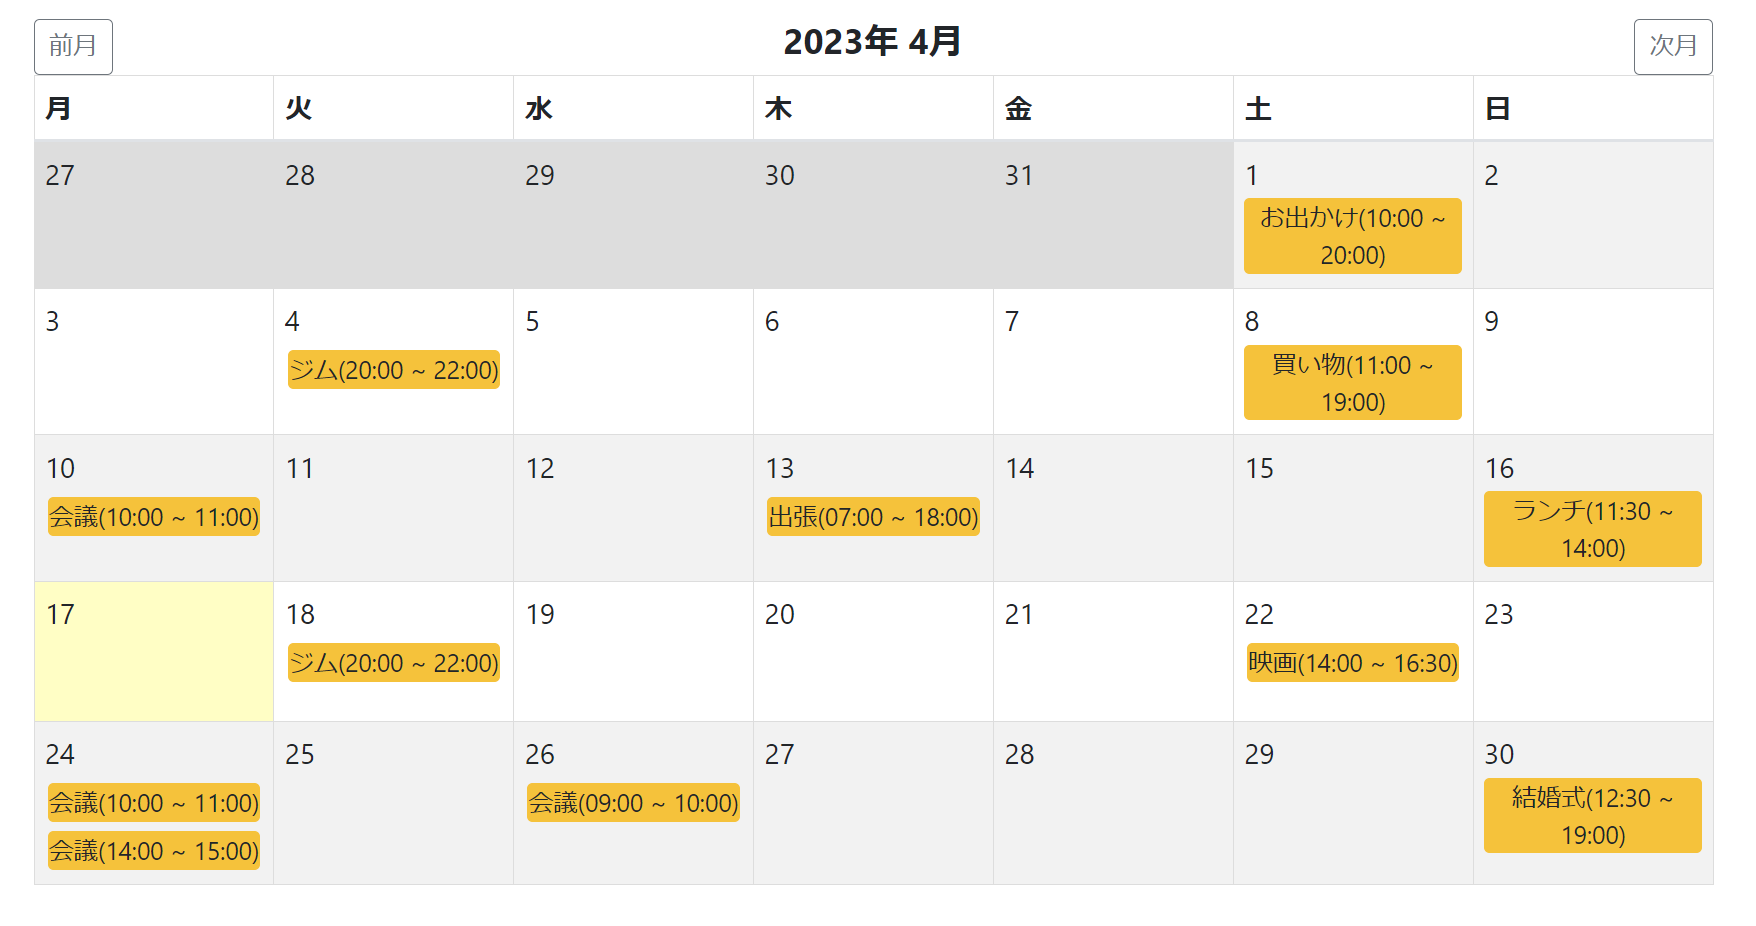 前月
2023年 4月
次月
月 火 水 木 金 土 日
27 28 29 30 31 1 2
お出かけ(10:00 ~
20:00)
3 4 5 6 7 8 9
ジム(20:00 ~ 22:00)
買い物(11:00 ~
19:00)
10 11 12 13 14 15 16
会議(10:00 ~ 11:00)
出張(07:00 ~ 18:00)
ランチ(11:30 ~
14:00)
17 18 19 20 21 22 23
ジム(20:00 ~ 22:00)
映画(14:00 ~ 16:30)
24 25 26 27 28 29 30
会議(10:00 ~ 11:00)
会議(14:00 ~ 15:00)
会議(09:00 ~ 10:00)
結婚式(12:30 ~
19:00)